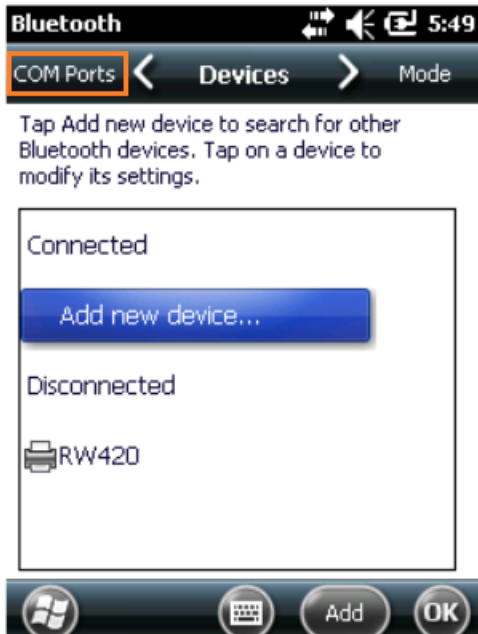 Bluetooth 5:49
COM Ports Devices Mode
Tap Add new device to search for other
Bluetooth devices. Tap on a device to
modify its settings.
Connected
Add new device...
Disconnected
RW420
Add OK